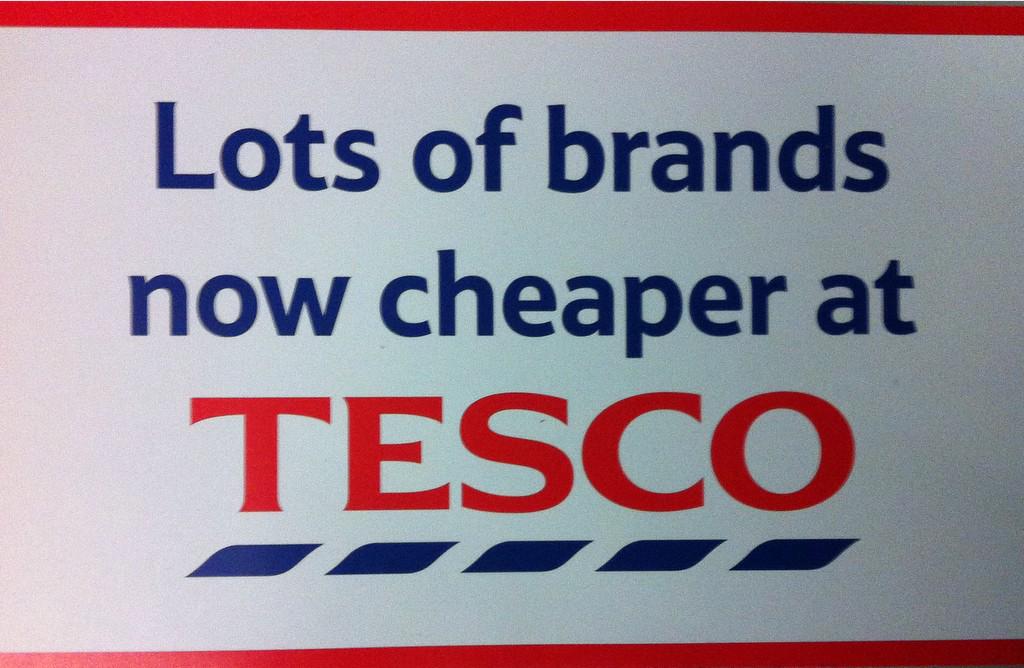 Lots of brands
now cheaper at
TESCO